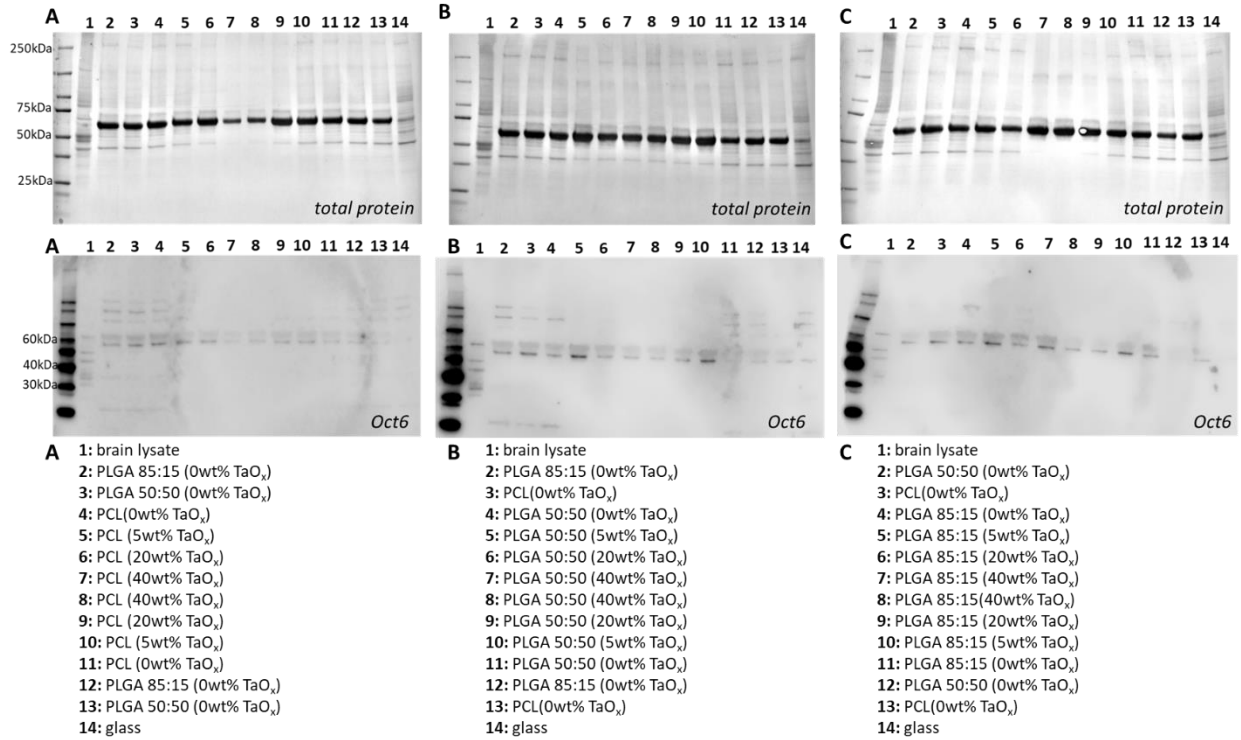 A 1 2 3 4 5 6 7 8 9 10 11 12 13 14
250kDa
75kDa
50kDa
25kDa
total protein
B 1 2 3 4 5 6 7 8 9 10 11 12 13 14
total protein
C 1 2 3 4 5 6 7 8 9 10 11 12 13 14
total protein
A 1 2 3 4 5 6 7 8 9 10 11 12 13 14
60kDa
40kDa
30kDa
Oct6
B 1 2 3 4 5 6 7 8 9 10 11 12 13 14
Oct6
C 1 2 3 4 5 6 7 8 9 10 11 12 14
Oct6
A 1: brain lysate
2: PLGA 85:15 (0wt% TaOₓ)
3: PLGA 50:50 (0wt% TaOₓ)
4: PCL(0wt% TaOₓ)
5: PCL (5wt% TaOₓ)
6: PCL (20wt% TaOₓ)
7: PCL (40wt% TaOₓ)
8: PCL (40wt% TaOₓ)
9: PCL (20wt% TaOₓ)
10: PCL (5wt% TaOₓ)
11: PCL (0wt% TaOₓ)
12: PLGA 85:15 (0wt% TaOₓ)
13: PLGA 50:50 (0wt% TaOₓ)
14: glass
B 1: brain lysate
2: PLGA 85:15 (0wt% TaOₓ)
3: PCL(0wt% TaOₓ)
4: PLGA 50:50 (0wt% TaOₓ)
5: PLGA 50:50 (5wt% TaOₓ)
6: PLGA 50:50 (20wt% TaOₓ)
7: PLGA 50:50 (40wt% TaOₓ)
8: PLGA 50:50 (40wt% TaOₓ)
9: PLGA 50:50 (20wt% TaOₓ)
10: PLGA 50:50 (5wt% TaOₓ)
11: PLGA 50:50 (0wt% TaOₓ)
12: PLGA 85:15 (0wt% TaOₓ)
13: PCL(0wt% TaOₓ)
14: glass
C 1: brain lysate
2: PLGA 50:50 (0wt% TaOₓ)
3: PCL(0wt% TaOₓ)
4: PLGA 85:15 (0wt% TaOₓ)
5: PLGA 85:15 (5wt% TaOₓ)
6: PLGA 85:15 (20wt% TaOₓ)
7: PLGA 85:15 (40wt% TaOₓ)
8: PLGA 85:15(40wt% TaOₓ)
9: PLGA 85:15 (20wt% TaOₓ)
10: PLGA 85:15 (5wt% TaOₓ)
11: PLGA 85:15 (0wt% TaOₓ)
12: PLGA 50:50 (0wt% TaOₓ)
13: PCL(0wt% TaOₓ)
14: glass